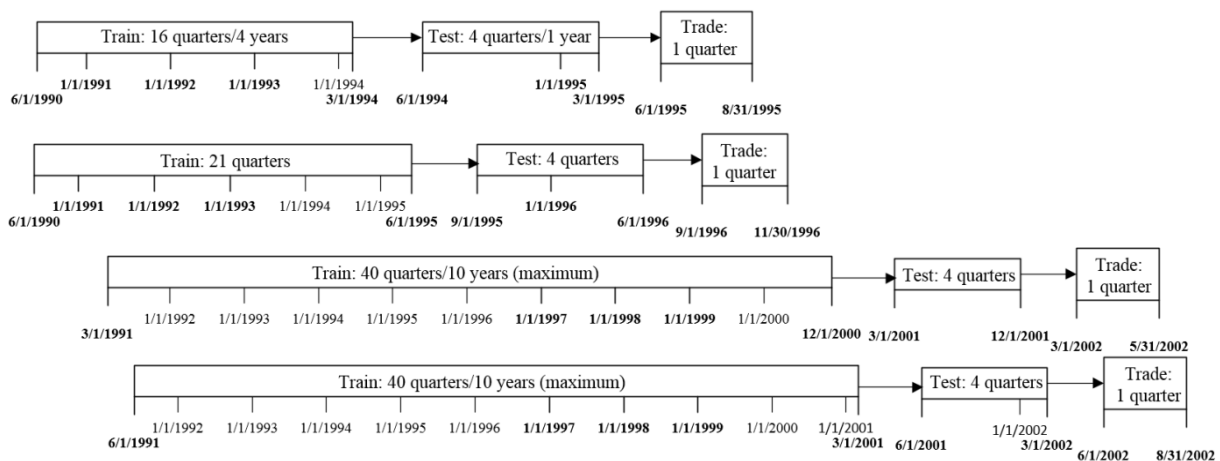 Train: 16 quarters/4 years
Test: 4 quarters/1 year
Trade:
1 quarter
1/1/1991 1/1/1992 1/1/1993 1/1/1994 1/1/1995
6/1/1990 3/1/1994 6/1/1994 3/1/1995 6/1/1995 8/31/1995
Train: 21 quarters
Test: 4 quarters
Trade:
1 quarter
1/1/1991 1/1/1992 1/1/1993 1/1/1994 1/1/1995 1/1/1996
6/1/1990 6/1/1995 9/1/1995 6/1/1996 9/1/1996 11/30/1996
Train: 40 quarters/10 years (maximum)
Test: 4 quarters
Trade:
1 quarter
1/1/1992 1/1/1993 1/1/1994 1/1/1995 1/1/1996 1/1/1997 1/1/1998 1/1/1999 1/1/2000
3/1/1991 12/1/2000 3/1/2001 12/1/2001 3/1/2002 5/31/2002
Train: 40 quarters/10 years (maximum)
Test: 4 quarters
Trade:
1 quarter
1/1/1992 1/1/1993 1/1/1994 1/1/1995 1/1/1996 1/1/1997 1/1/1998 1/1/1999 1/1/2000 1/1/2001 1/1/2002
6/1/1991 3/1/2001 6/1/2001 3/1/2002 6/1/2002 8/31/2002